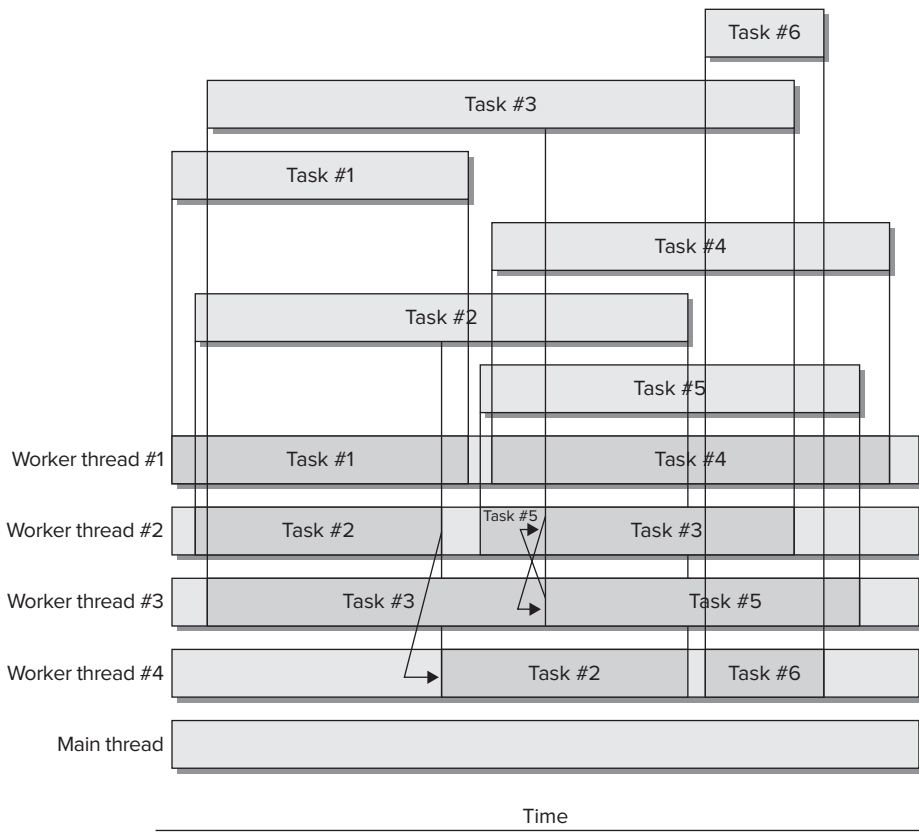 Task #6
Task #3
Task #1
Task #4
Task #2
Task #5
Worker thread #1 Task #1 Task #4
Worker thread #2 Task #2 Task #5 Task #3
Worker thread #3 Task #3 Task #5
Worker thread #4 Task #2 Task #6
Main thread
Time